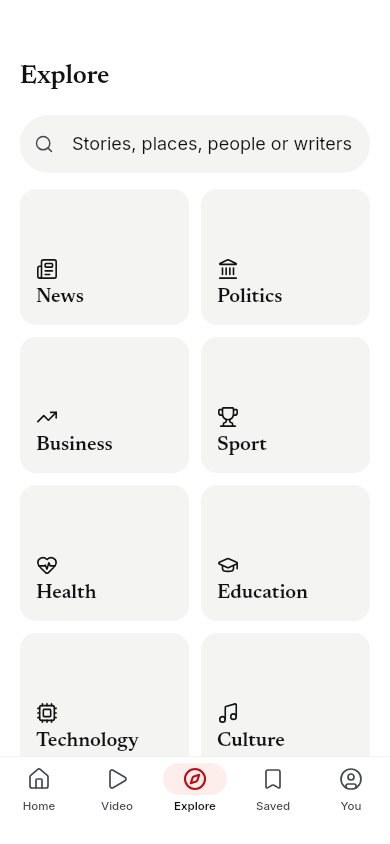 Explore
Stories, places, people or writers
News
Politics
Business
Sport
Health
Education
Technology
Culture
Home
Video
Explore
Saved
You